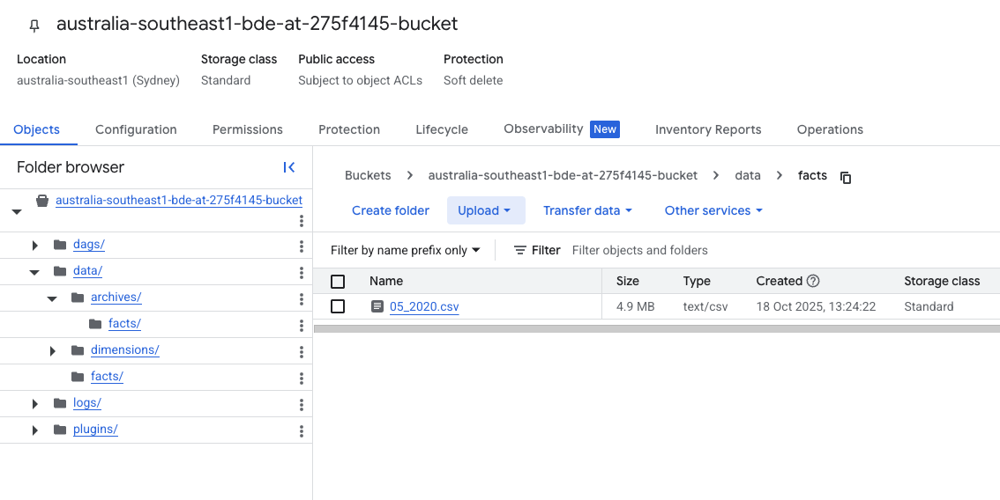 australia-southeast1-bde-at-275f4145-bucket
Location Storage class Public access Protection
australia-southeast1 (Sydney) Standard Subject to object ACLs Soft delete
Objects Configuration Permissions Protection Lifecycle Observability New Inventory Reports Operations
Folder browser
australia-southeast1-bde-at-275f4145-bucket
dags/
data/
archives/
facts/
dimensions/
facts/
logs/
plugins/
Buckets australia-southeast1-bde-at-275f4145-bucket data facts
Create folder Upload Transfer data Other services
Filter by name prefix only Filter Filter objects and folders
Name Size Type Created Storage class
05_2020.csv 4.9 MB text/csv 18 Oct 2025, 13:24:22 Standard